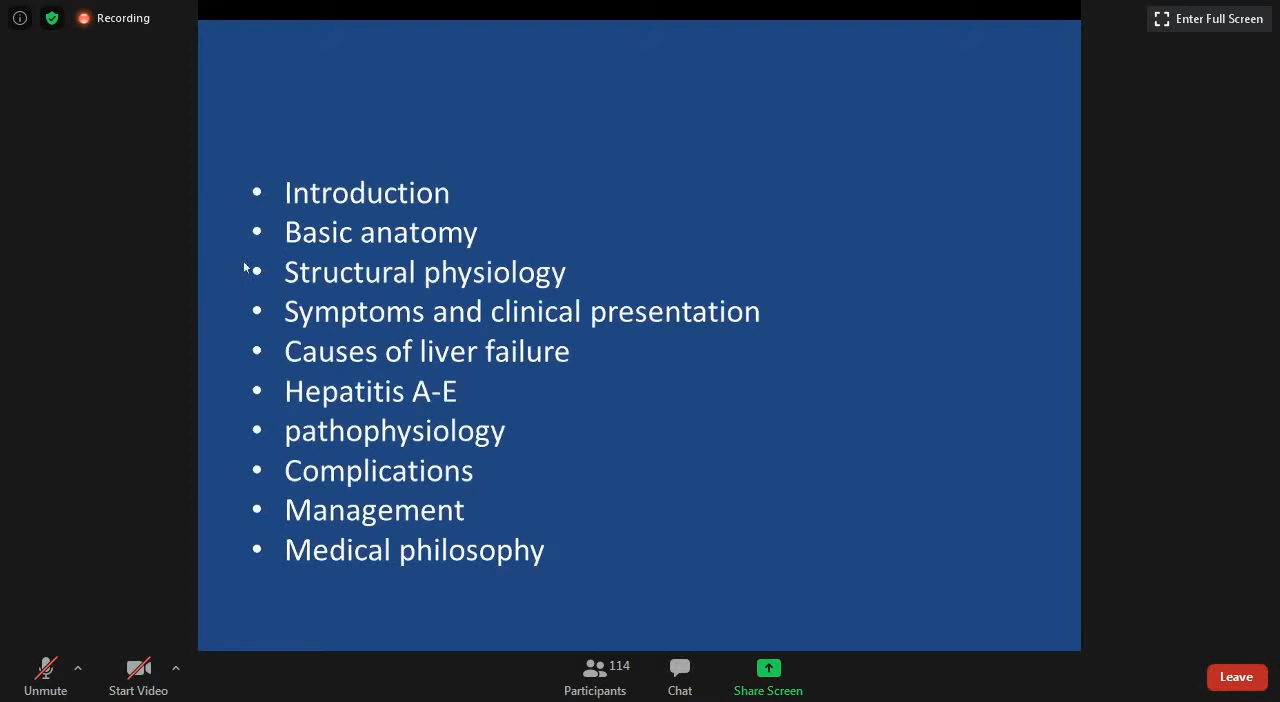 Recording
Enter Full Screen
• Introduction
• Basic anatomy
• Structural physiology
• Symptoms and clinical presentation
• Causes of liver failure
• Hepatitis A-E
• pathophysiology
• Complications
• Management
• Medical philosophy
Unmute
Start Video
114
Participants
Chat
Share Screen
Leave